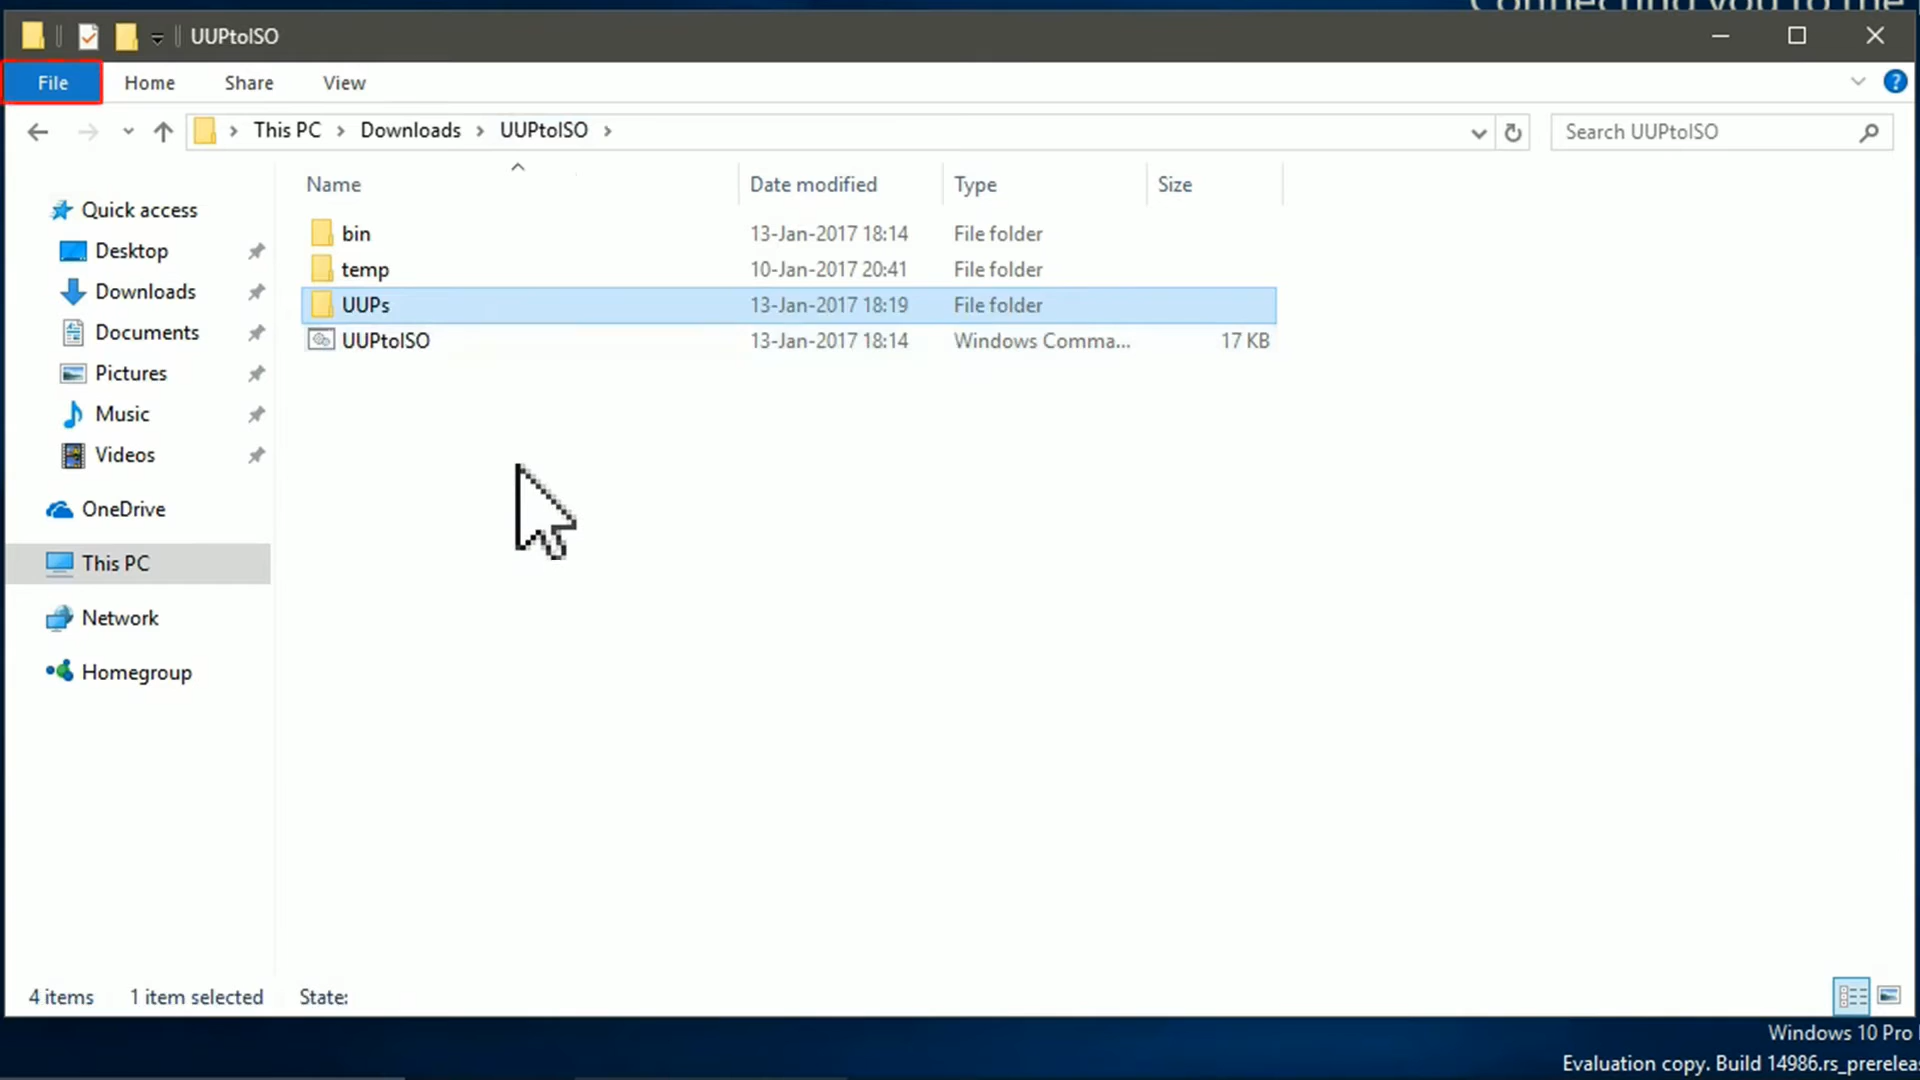 Connecting you to the
UUPtoISO
File Home Share View
This PC Downloads UUPtoISO Search UUPtoISO
Name Date modified Type Size
bin 13-Jan-2017 18:14 File folder
temp 10-Jan-2017 20:41 File folder
UUPs 13-Jan-2017 18:19 File folder
UUPtoISO 13-Jan-2017 18:14 Windows Comma... 17 KB
Quick access
Desktop
Downloads
Documents
Pictures
Music
Videos
OneDrive
This PC
Network
Homegroup
4 items 1 item selected State:
Windows 10 Pro
Evaluation copy. Build 14986.rs_prerelea